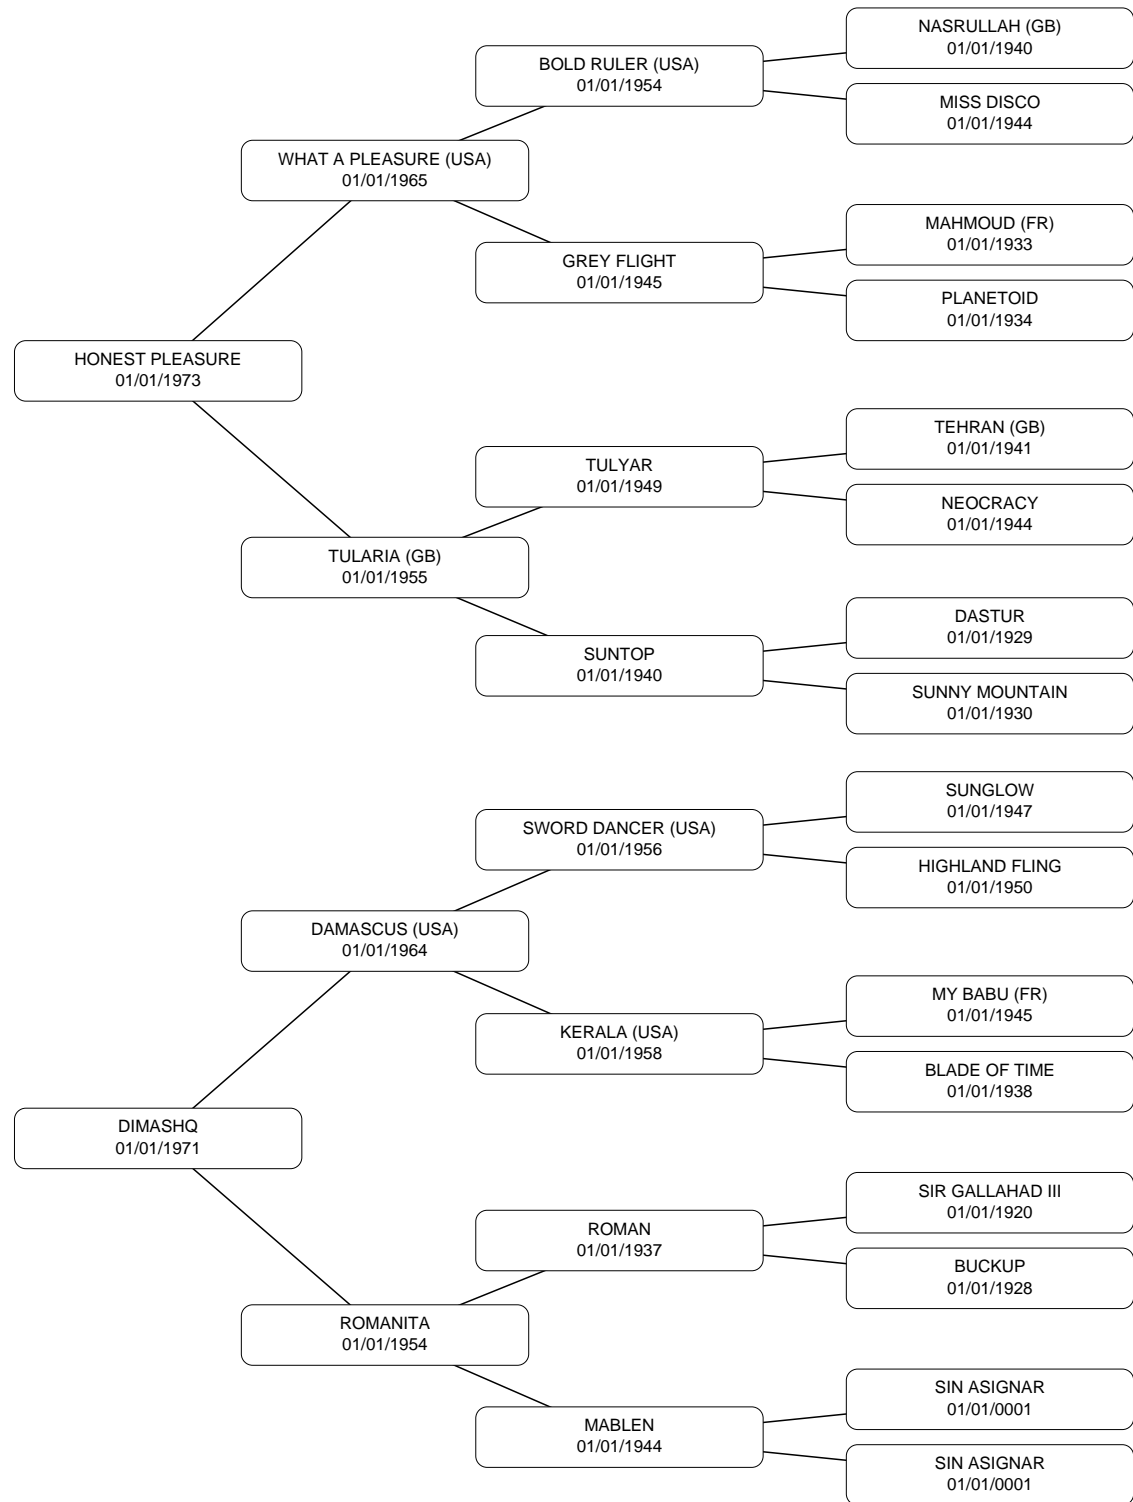 NASRULLAH (GB)
01/01/1940
BOLD RULER (USA)
01/01/1954
MISS DISCO
01/01/1944
WHAT A PLEASURE (USA)
01/01/1965
MAHMOUD (FR)
01/01/1933
GREY FLIGHT
01/01/1945
PLANETOID
01/01/1934
HONEST PLEASURE
01/01/1973
TEHRAN (GB)
01/01/1941
TULYAR
01/01/1949
NEOCRACY
01/01/1944
TULARIA (GB)
01/01/1955
DASTUR
01/01/1929
SUNTOP
01/01/1940
SUNNY MOUNTAIN
01/01/1930
SUNGLOW
01/01/1947
SWORD DANCER (USA)
01/01/1956
HIGHLAND FLING
01/01/1950
DAMASCUS (USA)
01/01/1964
MY BABU (FR)
01/01/1945
KERALA (USA)
01/01/1958
BLADE OF TIME
01/01/1938
DIMASHQ
01/01/1971
SIR GALLAHAD III
01/01/1920
ROMAN
01/01/1937
BUCKUP
01/01/1928
ROMANITA
01/01/1954
SIN ASIGNAR
01/01/0001
MABLEN
01/01/1944
SIN ASIGNAR
01/01/0001